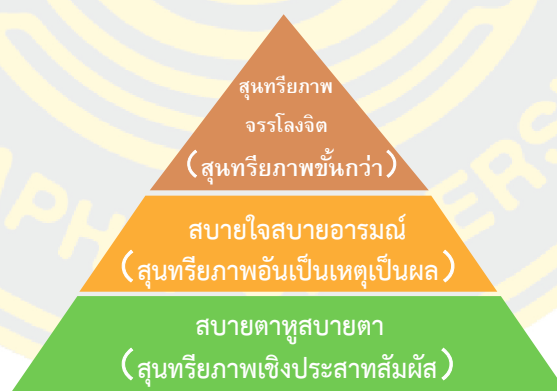 สุนทรียภาพ
จรรโลงจิต
(สุนทรียภาพขั้นกว่า)
สบายใจสบายอารมณ์
(สุนทรียภาพอันเป็นเหตุเป็นผล)
สบายตาหูสบายตา
(สุนทรียภาพเชิงประสาทสัมผัส)